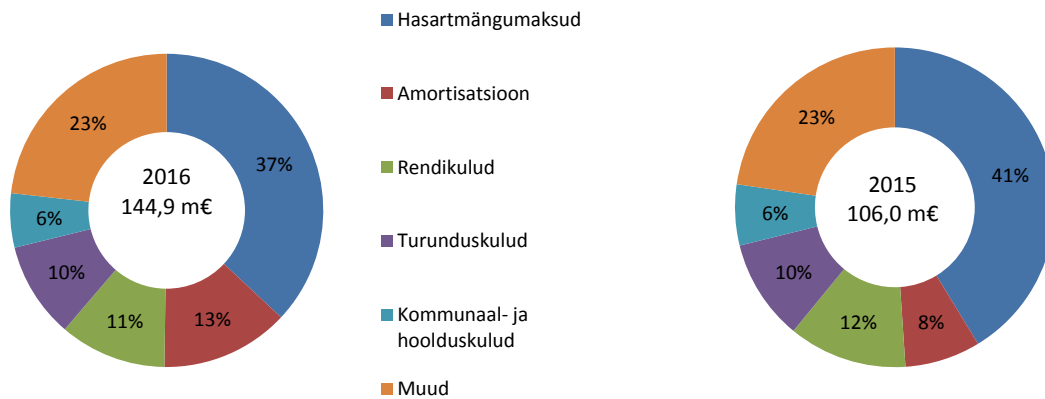 Hasartmängumaksud
Amortisatsioon
Rendikulud
Turunduskulud
Kommunaal- ja
hoolduskulud
Muud
37%
13%
11%
10%
6%
23%
2016
144,9 m€
41%
8%
12%
10%
6%
23%
2015
106,0 m€